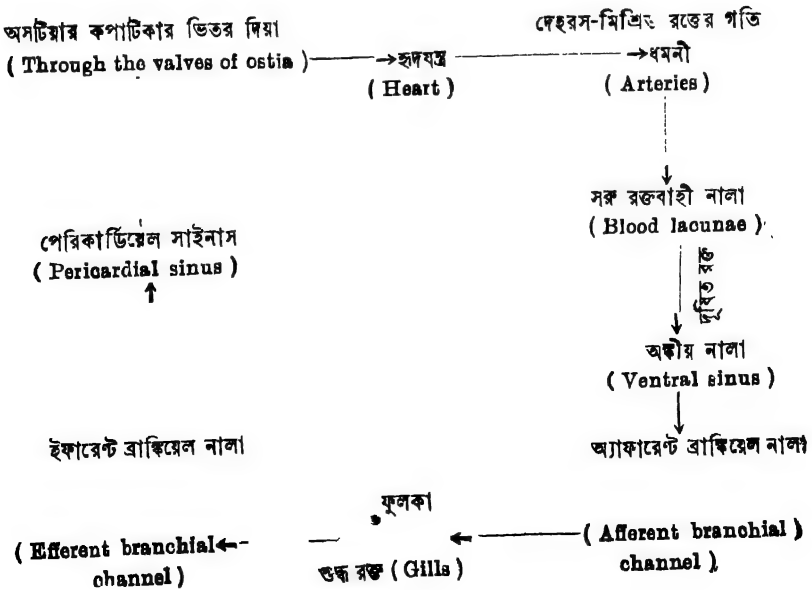 অসটিয়ার কপাটিকার ভিতর দিয়া
( Through the valves of ostia )
হৃদযন্ত্র
( Heart )
দেহরস-মিশ্রিত রক্তের গতি
ধমনী
( Arteries )
সরু রক্তবাহী নালা
( Blood lacunae )
দূষিত রক্ত
অঙ্কীয় নালা
( Ventral sinus )
অ্যাফারেন্ট ব্রাঙ্কিয়েল নালা
( Afferent branchial )
channel )
ফুলকা
শুদ্ধ রক্ত ( Gills )
ইফারেন্ট ব্রাঙ্কিয়েল নালা
( Efferent branchial
channel )
পেরিকার্ডিয়েল সাইনাস
( Pericardial sinus )